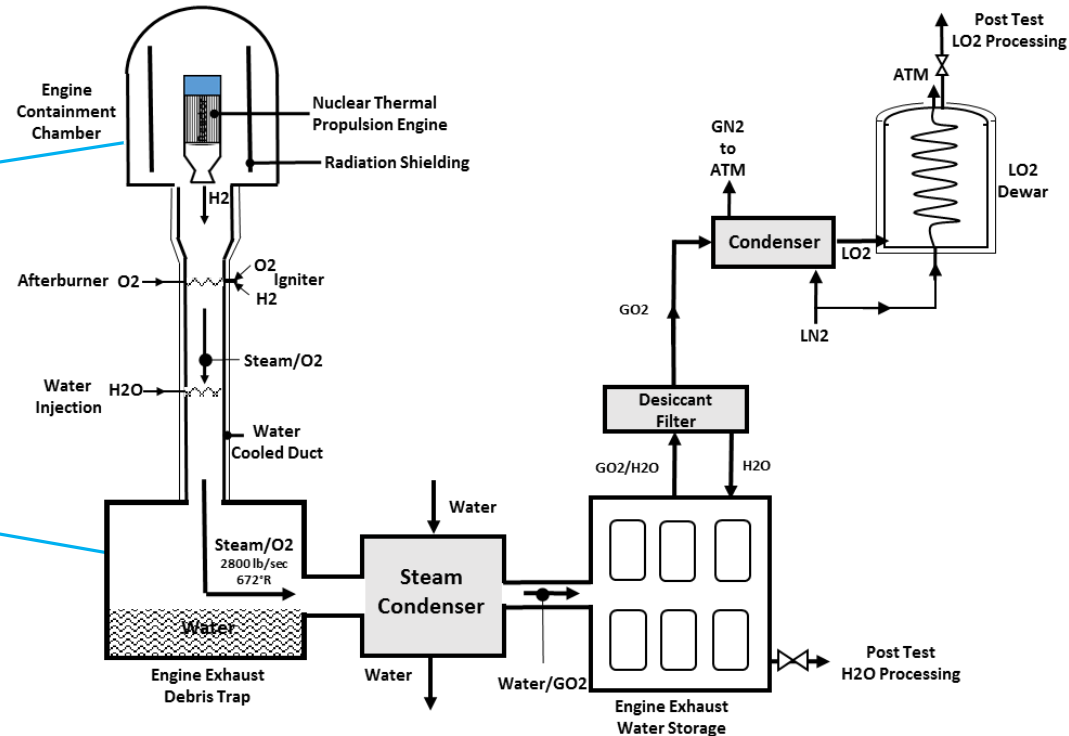 Engine
Containment
Chamber
Reactor
Nuclear Thermal
Propulsion Engine
Radiation Shielding
H2
Afterburner O2
O2
Igniter
H2
Steam/O2
Water
Injection
H2O
Water
Cooled Duct
Steam/O2
2800 lb/sec
672°R
Water
Engine Exhaust
Debris Trap
Water
Steam
Condenser
Water
Water/GO2
Engine Exhaust
Water Storage
Post Test
H2O Processing
GO2/H2O
H2O
Desiccant
Filter
GO2
GN2
to
ATM
Condenser
LO2
LN2
ATM
Post Test
LO2 Processing
LO2
Dewar